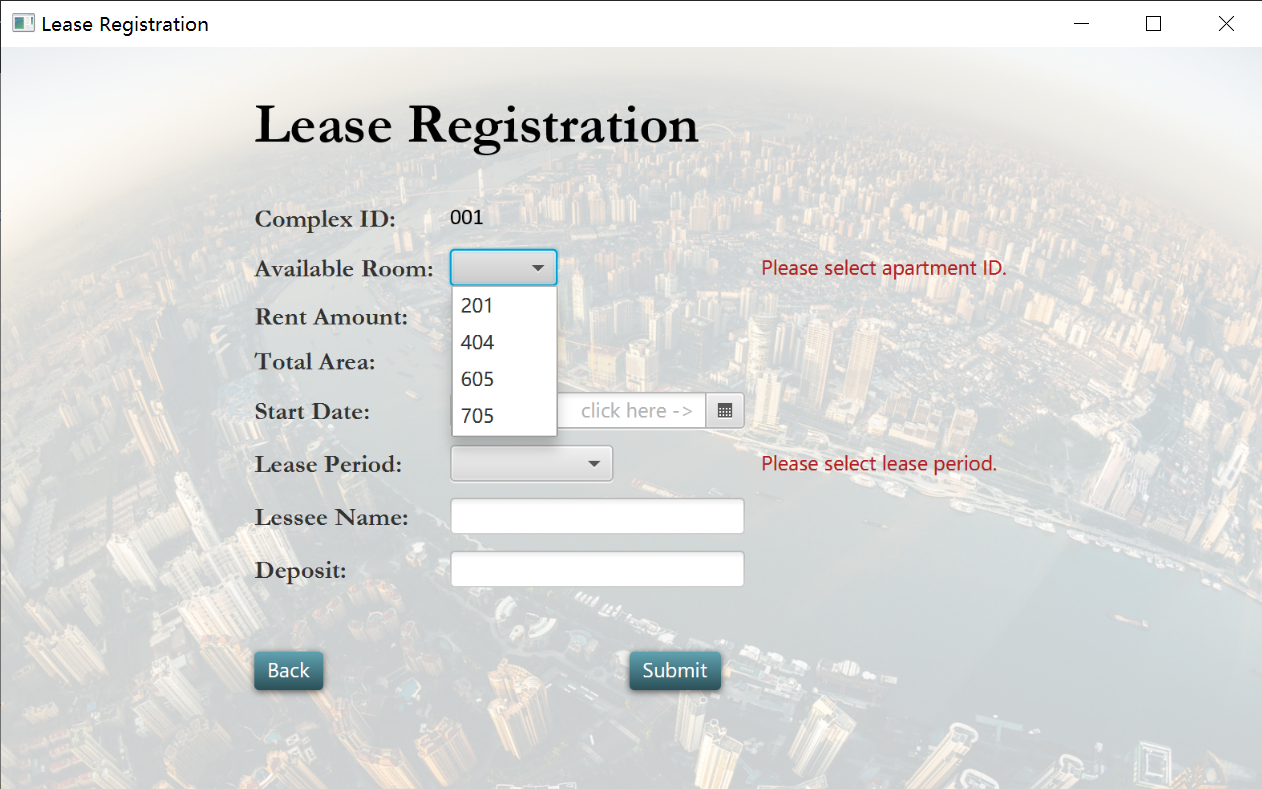 Lease Registration
Lease Registration
Complex ID: 001
Available Room: Please select apartment ID.
201
Rent Amount:
404
Total Area:
605
Start Date: click here ->
705
Lease Period: Please select lease period.
Lessee Name:
Deposit:
Back Submit